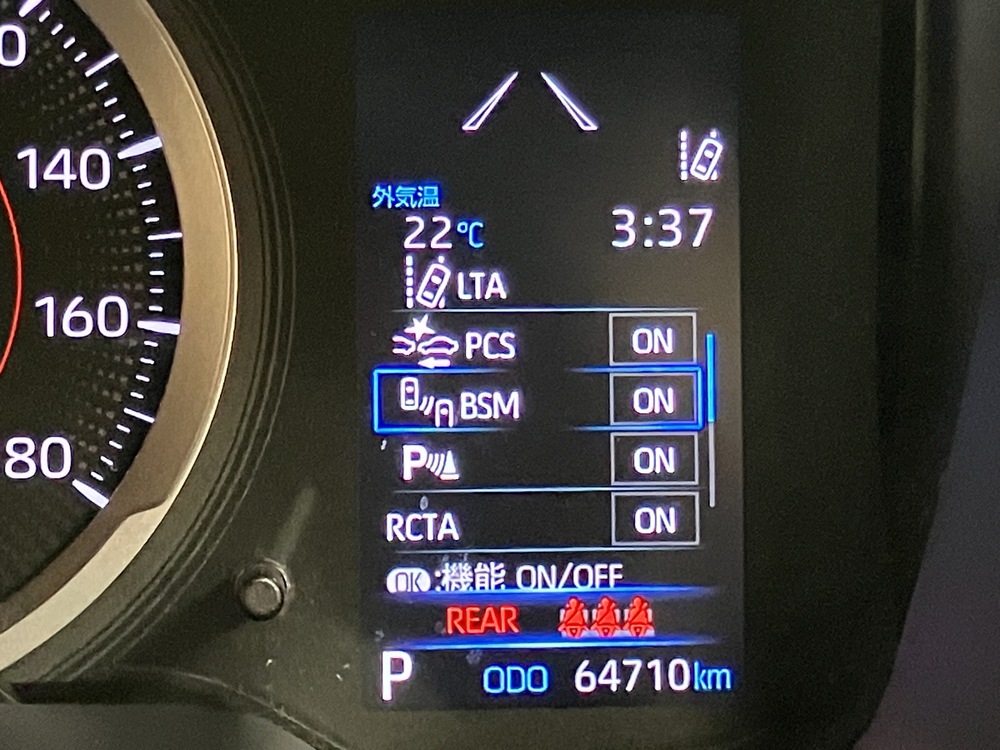 0
140
160
80
外気温
22℃ 3:37
LTA
PCS ON
BSM ON
P ON
RCTA ON
OK :機能 ON/OFF
REAR
P ODO 64710km